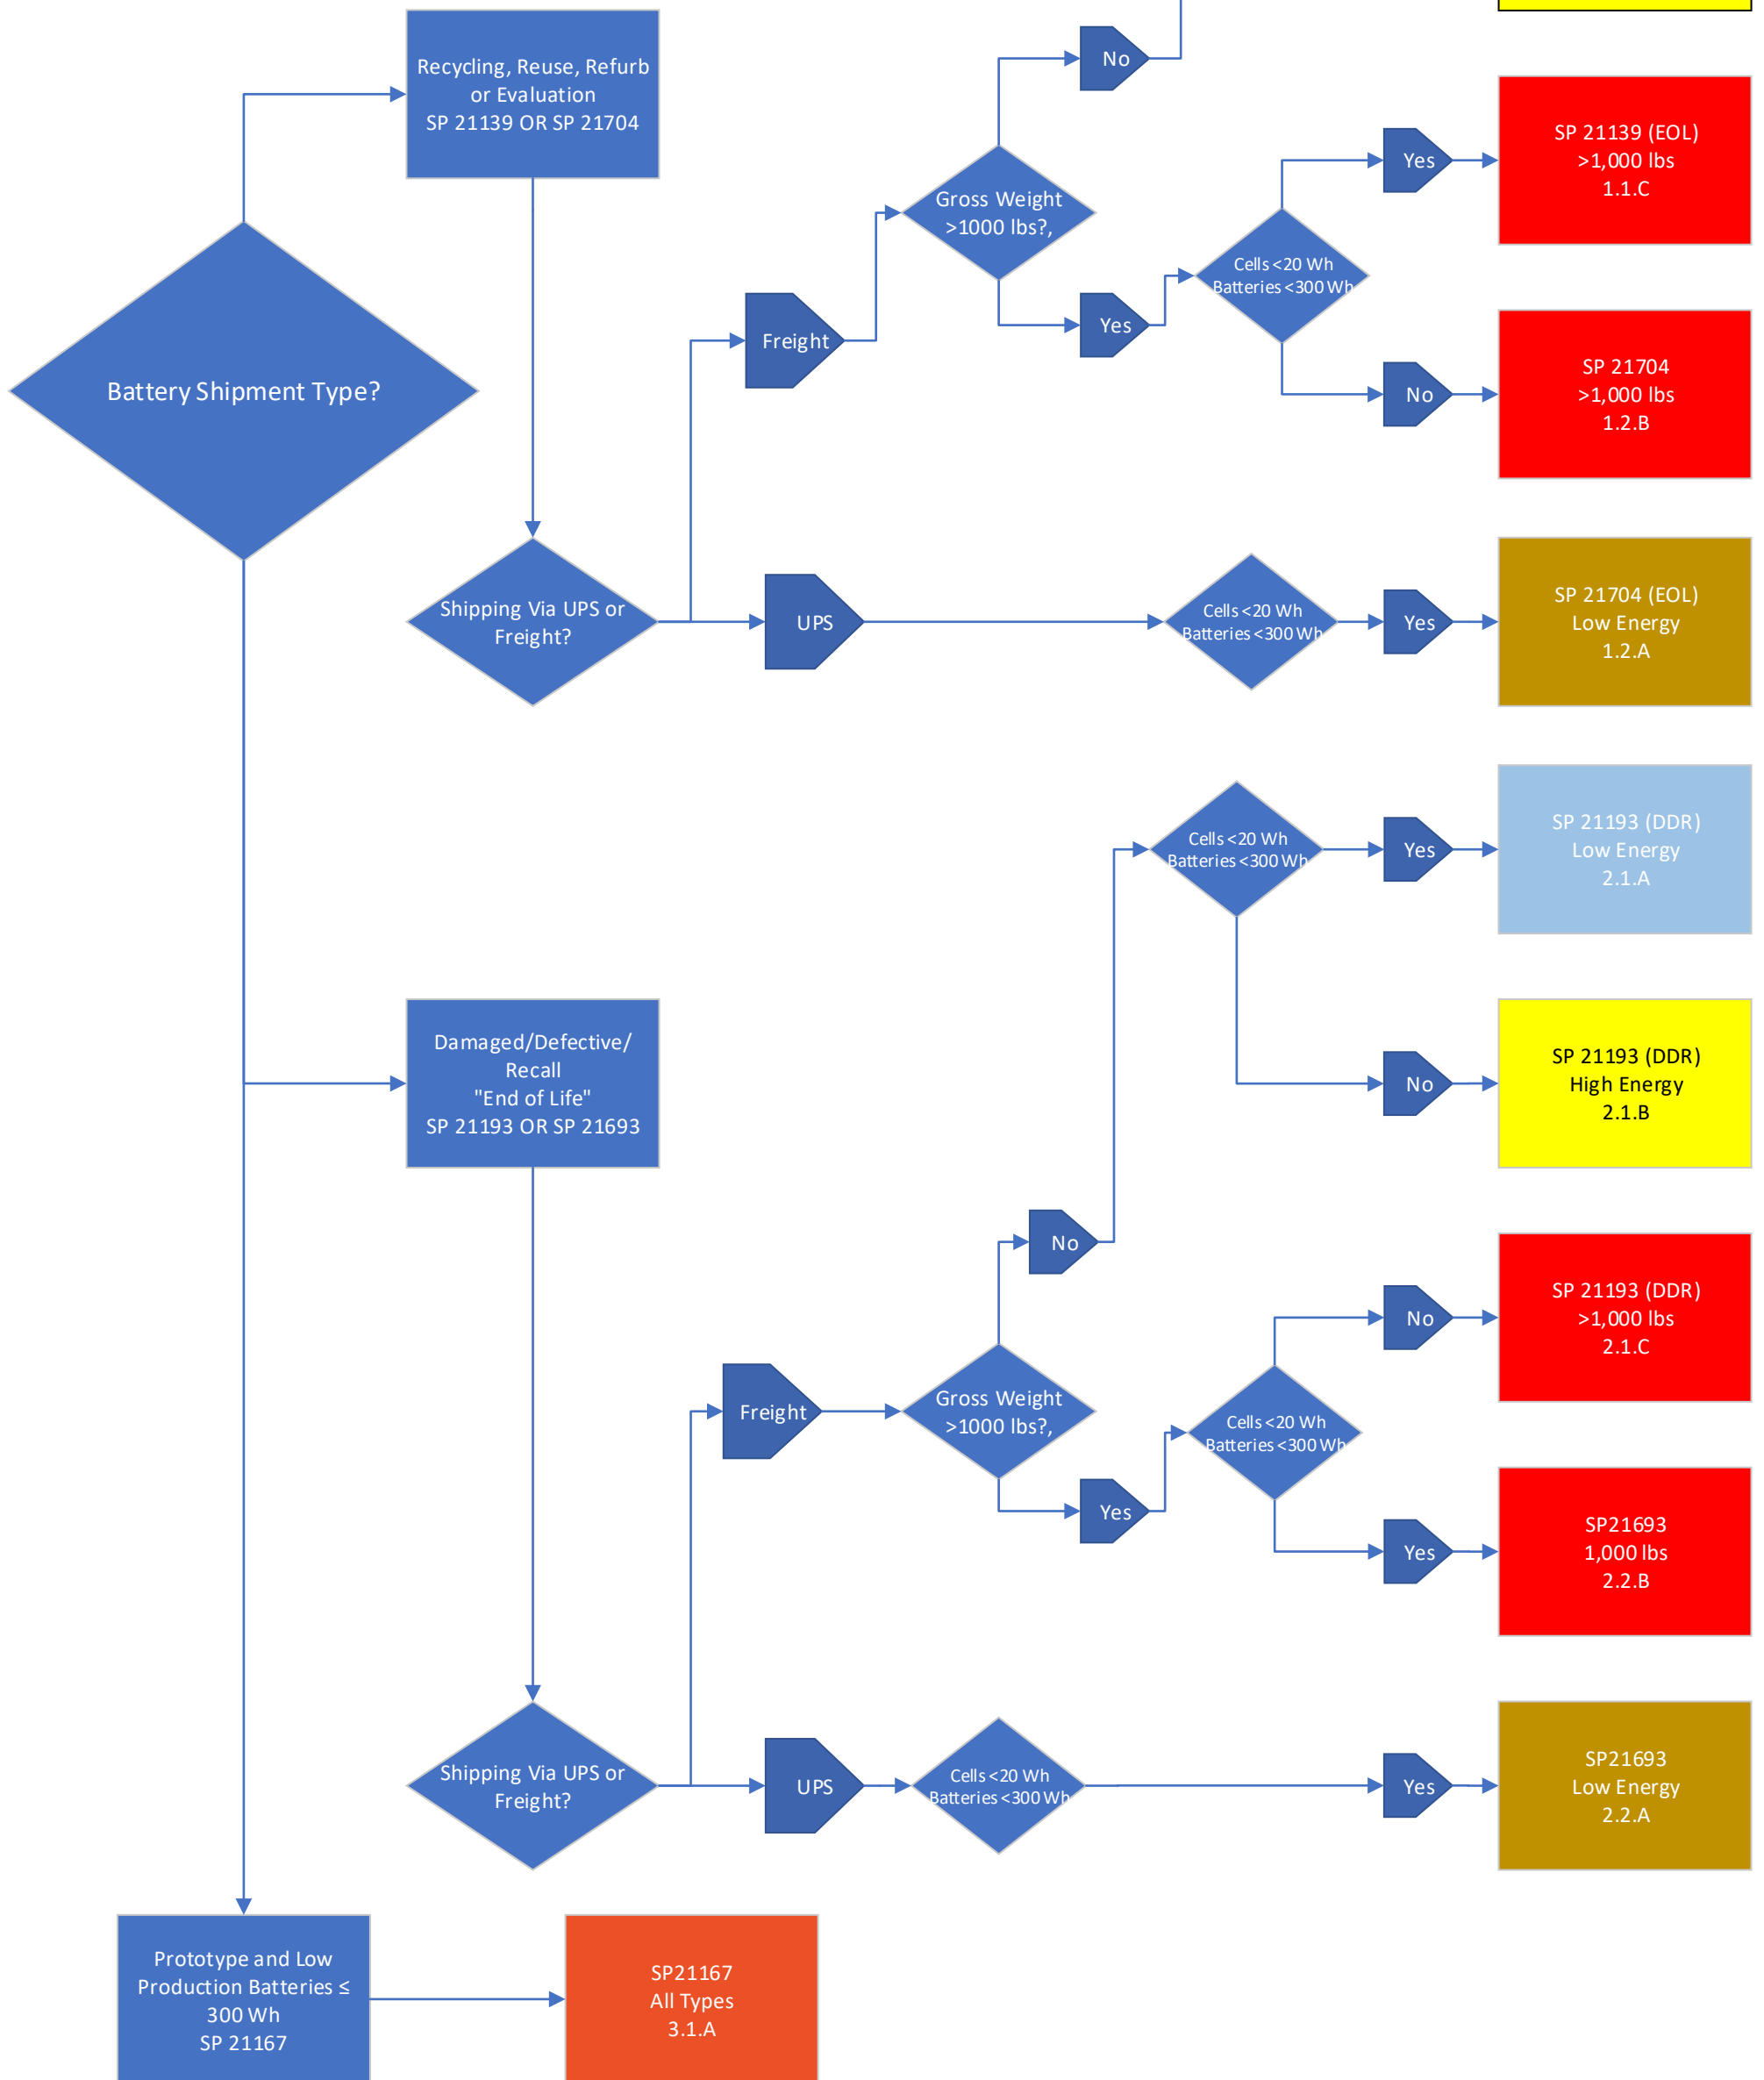 Recycling, Reuse, Refurb
or Evaluation
SP 21139 OR SP 21704
No
SP 21139 (EOL)
>1,000 lbs
1.1.C
Yes
Gross Weight
>1000 lbs?,
Cells <20 Wh
Batteries <300 Wh
Freight
Yes
Battery Shipment Type?
SP 21704
>1,000 lbs
1.2.B
No
Shipping Via UPS or
Freight?
UPS
Cells <20 Wh
Batteries <300 Wh
Yes
SP 21704 (EOL)
Low Energy
1.2.A
Cells <20 Wh
Batteries <300 Wh
Yes
SP 21193 (DDR)
Low Energy
2.1.A
Damaged/Defective/
Recall
"End of Life"
SP 21193 OR SP 21693
No
SP 21193 (DDR)
High Energy
2.1.B
No
No
SP 21193 (DDR)
>1,000 lbs
2.1.C
Freight
Gross Weight
>1000 lbs?,
Cells <20 Wh
Batteries <300 Wh
Yes
Yes
SP21693
1,000 lbs
2.2.B
Shipping Via UPS or
Freight?
UPS
Cells <20 Wh
Batteries <300 Wh
Yes
SP21693
Low Energy
2.2.A
Prototype and Low
Production Batteries ≤
300 Wh
SP 21167
SP21167
All Types
3.1.A